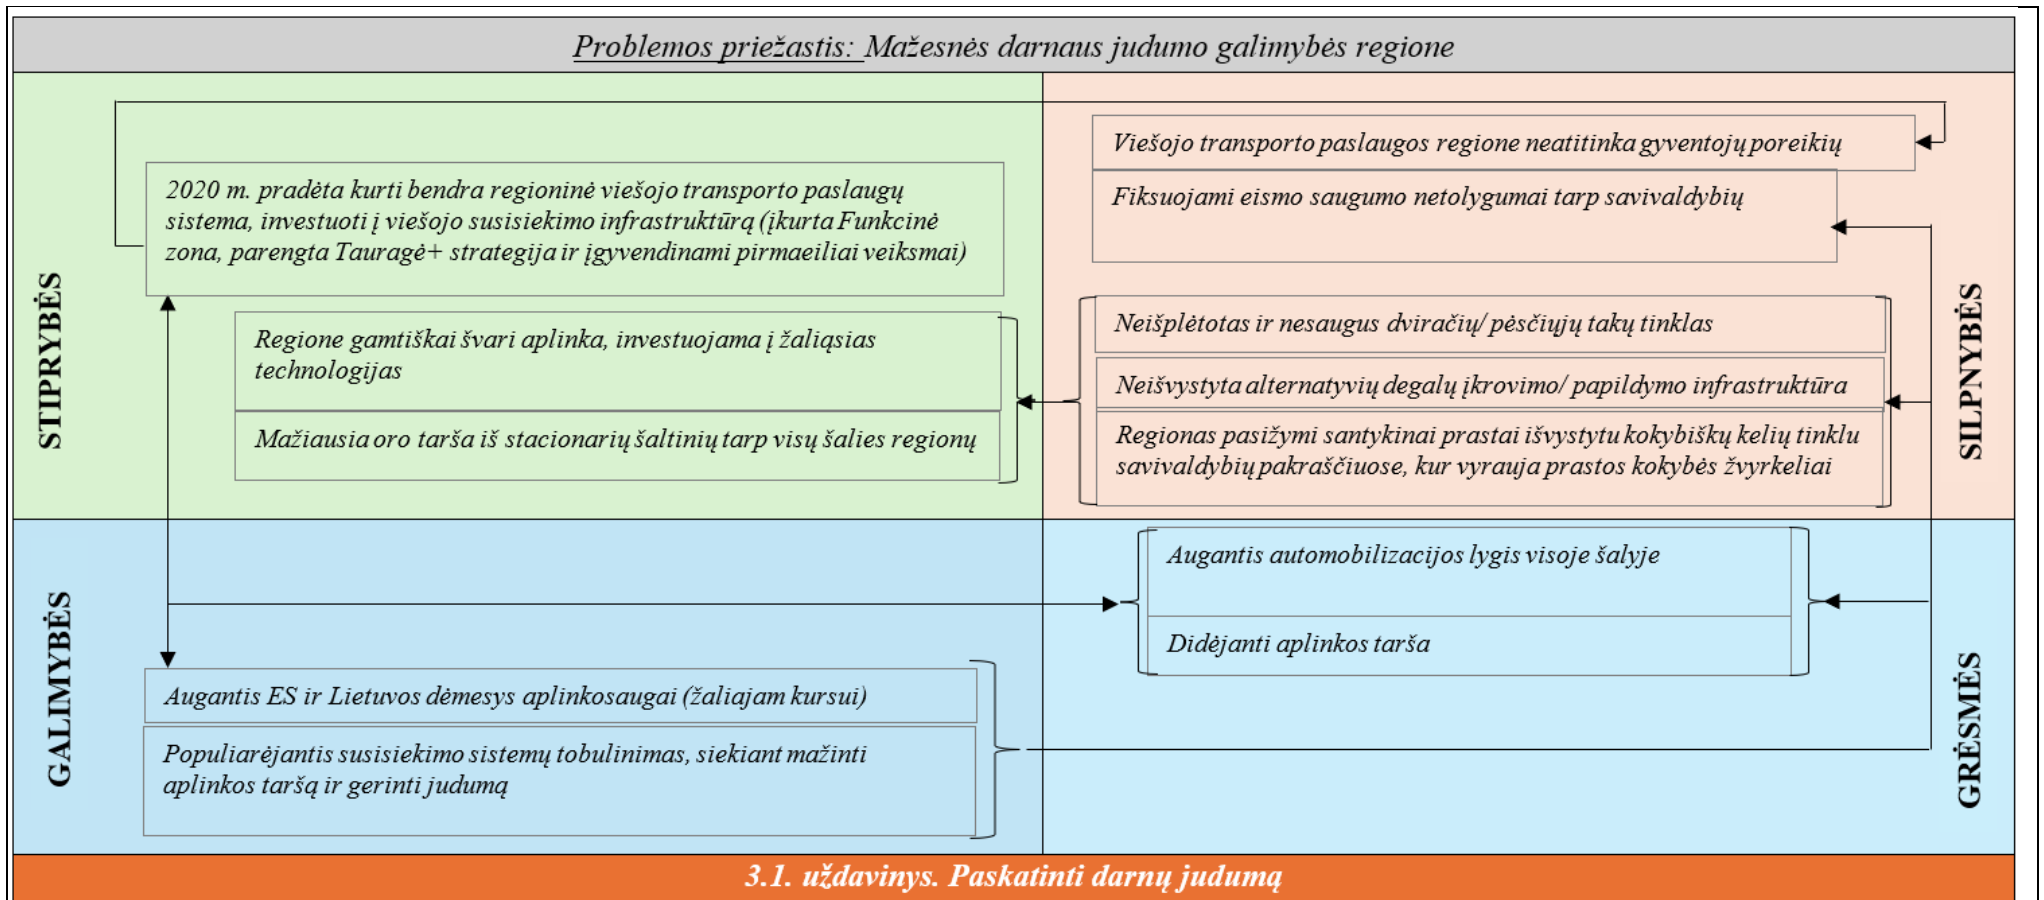 Problemos priežastis: Mažesnės darnaus judumo galimybės regione
STIPRYBĖS
2020 m. pradėta kurti bendra regioninė viešojo transporto paslaugų
sistema, investuoti į viešojo susisiekimo infrastruktūrą (įkurta Funkcinė
zona, parengta Tauragė+ strategija ir įgyvendinami pirmaeiliai veiksmai)
Regione gamtiškai švari aplinka, investuojama į žaliąsias
technologijas
Mažiausia oro tarša iš stacionarių šaltinių tarp visų šalies regionų
SILPNYBĖS
Viešojo transporto paslaugos regione neatitinka gyventojų poreikių
Fiksuojami eismo saugumo netolygumai tarp savivaldybių
Neišplėtotas ir nesaugus dviračių/ pėsčiųjų takų tinklas
Neišvystyta alternatyvių degalų įkrovimo/ papildymo infrastruktūra
Regionas pasižymi santykinai prastai išvystytu kokybiškų kelių tinklu
savivaldybių pakraščiuose, kur vyrauja prastos kokybės žvyrkeliai
GALIMYBĖS
Augantis ES ir Lietuvos dėmesys aplinkosaugai (žaliajam kursui)
Populiarėjantis susisiekimo sistemų tobulinimas, siekiant mažinti
aplinkos taršą ir gerinti judumą
GRĖSMĖS
Augantis automobilizacijos lygis visoje šalyje
Didėjanti aplinkos tarša
3.1. uždavinys. Paskatinti darnų judumą